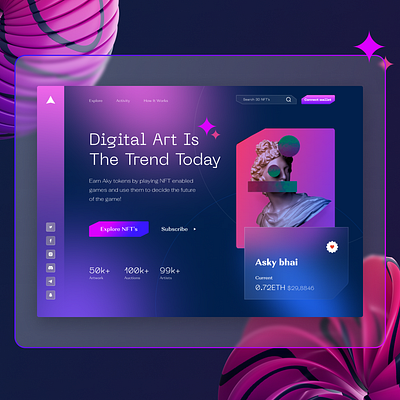 Explore
Activity
How it Works
Search 3D NFT's
Connect wallet
Digital Art Is
The Trend Today
Earn Aky tokens by playing NFT enabled
games and use them to decide the future
of the game!
Explore NFT's
Subscribe
50k+
100k+
99k+
Artwork
Auctions
Artists
Asky bhai
Current
0.72ETH $129,8846